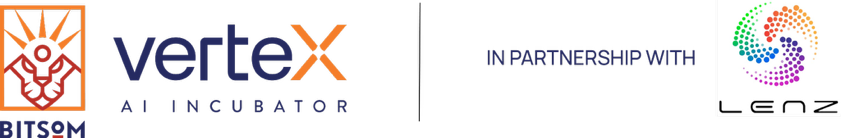 BITSoM
verteX
AI INCUBATOR
IN PARTNERSHIP WITH
LENZ